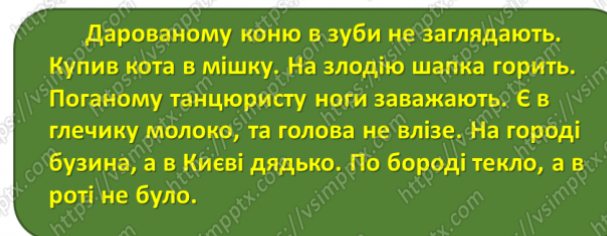 Дарованому коню в зуби не заглядають.
Купив кота в мішку. На злодію шапка горить.
Поганому танцюристу ноги заважають. Є в
глечику молоко, та голова не влізе. На городі
бузина, а в Києві дядько. По бороді текло, а в
роті не було.